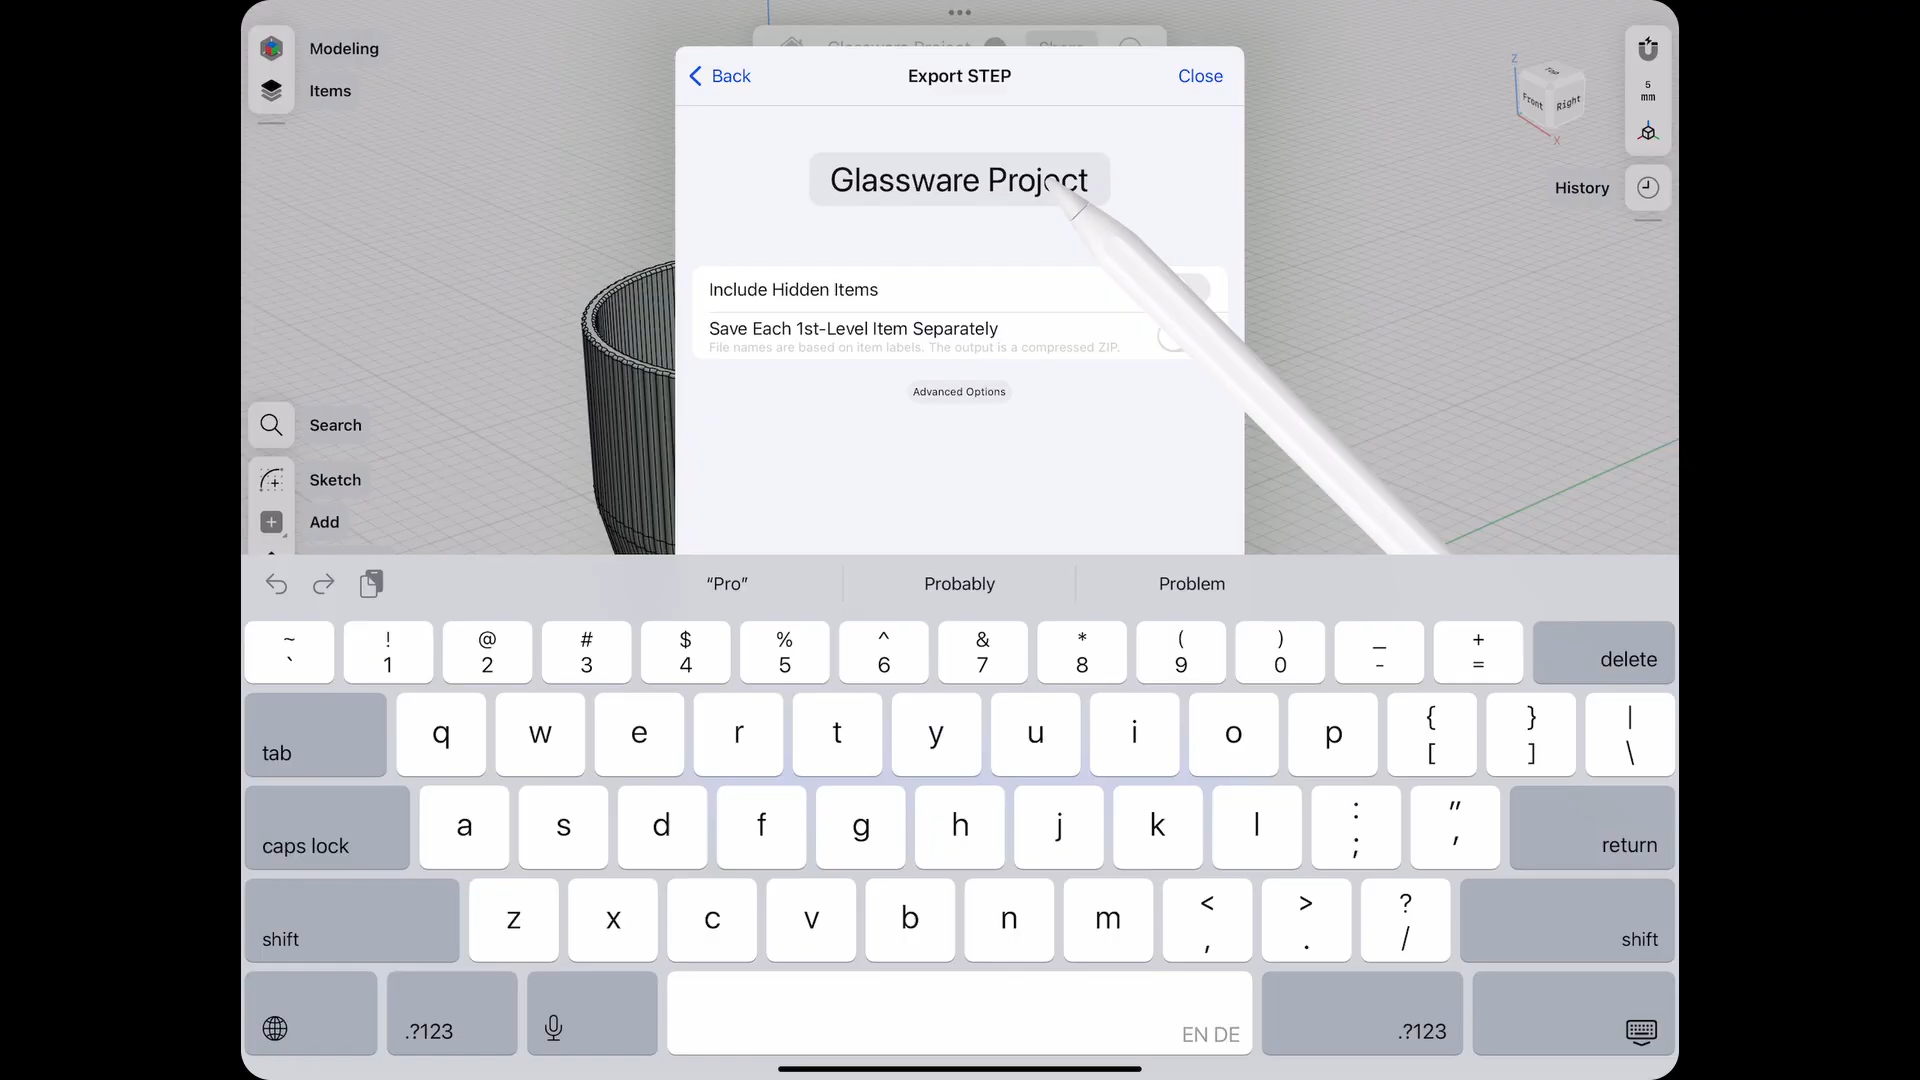 Modeling
Items
Glassware Project
Back
Export STEP
Close
Glassware Project
Include Hidden Items
Save Each 1st-Level Item Separately
File names are based on item labels. The output is a compressed ZIP.
Advanced Options
Z
Top
Front
Right
X
5
mm
History
Search
Sketch
Add
“Pro”
Probably
Problem
~ ! @ # $ % ^ & * ( ) _ +
` 1 2 3 4 5 6 7 8 9 0 - = delete
tab q w e r t y u i o p { } |
[ ] \
caps lock a s d f g h j k l : "
; ' return
shift z x c v b n m < > ?
, . / shift
.?123
EN DE
.?123